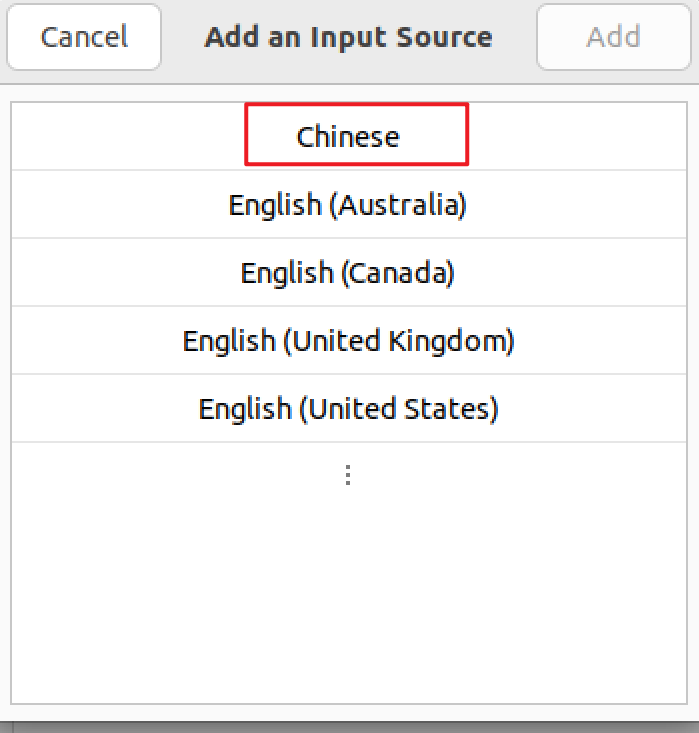 Cancel Add an Input Source Add
Chinese
English (Australia)
English (Canada)
English (United Kingdom)
English (United States)